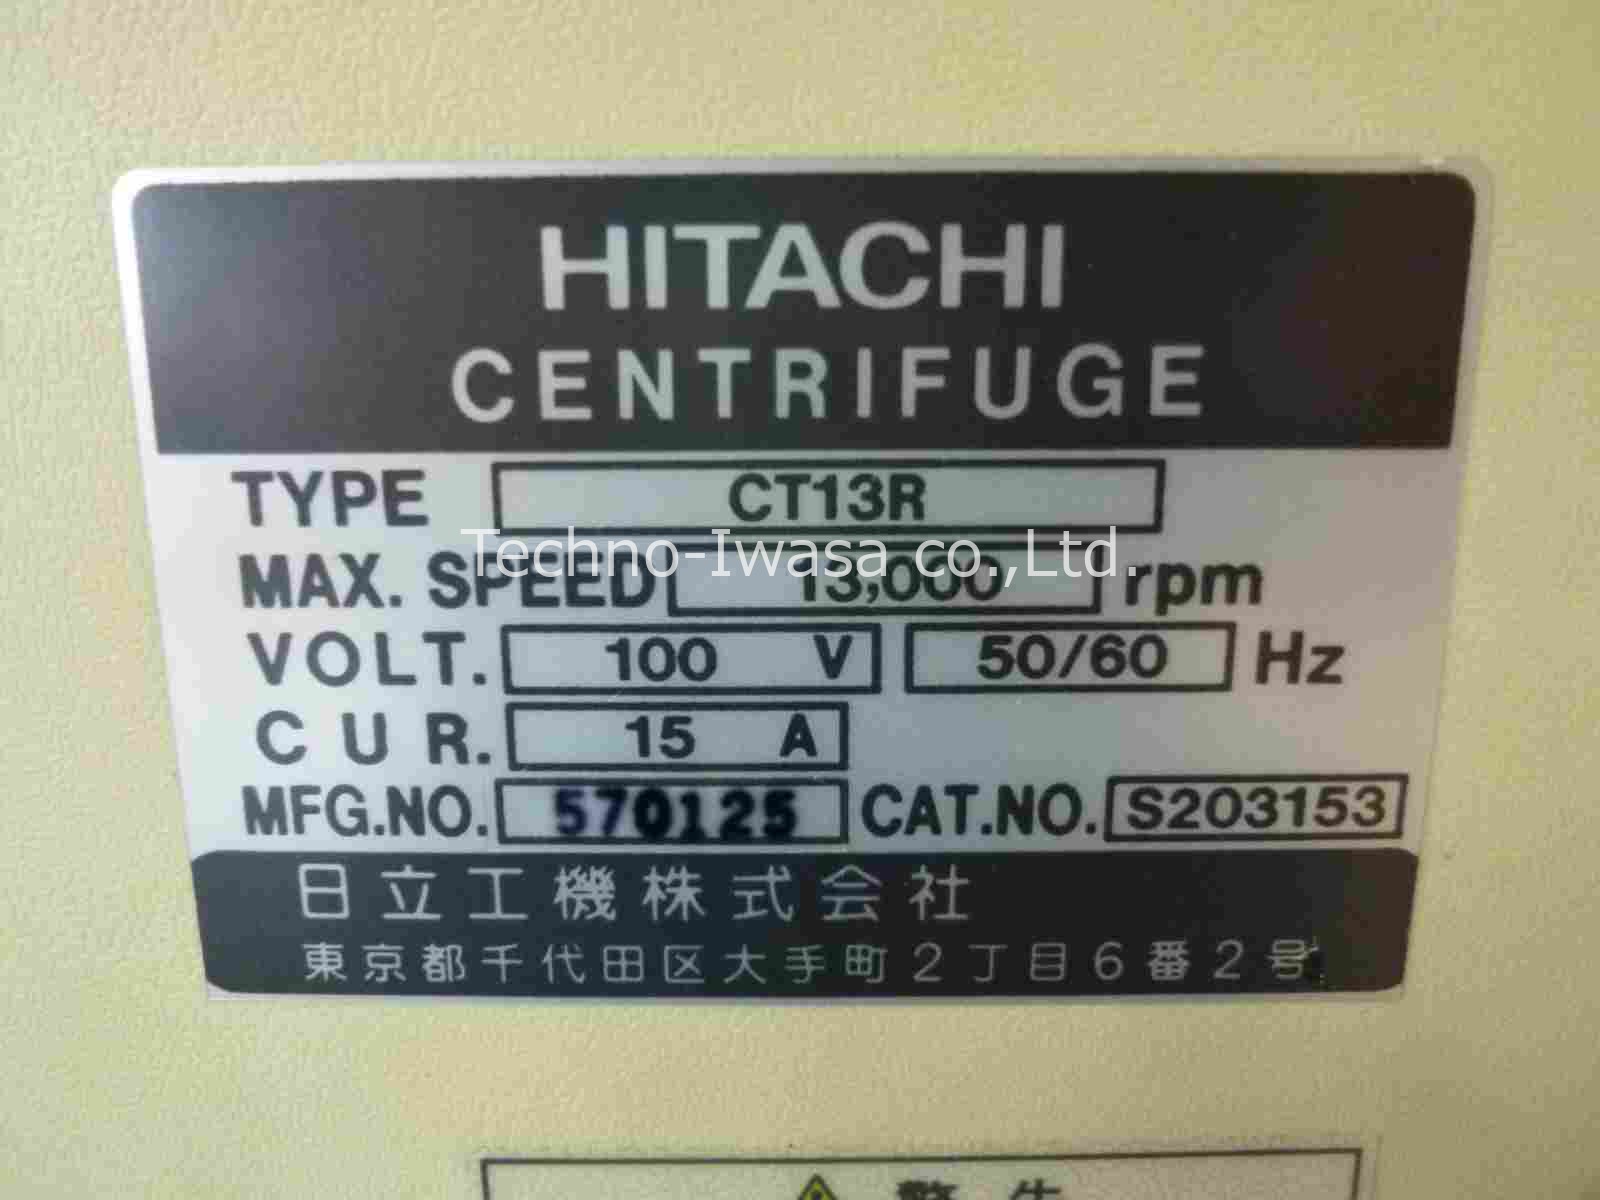 HITACHI
CENTRIFUGE
TYPE CT13R
Techno-Iwasa co.,Ltd.
MAX. SPEED 13,000 rpm
VOLT. 100 V 50/60 Hz
CUR. 15 A
MFG.NO. 570125 CAT.NO. S203153
日立工機株式会社
東京都千代田区大手町2丁目6番2号